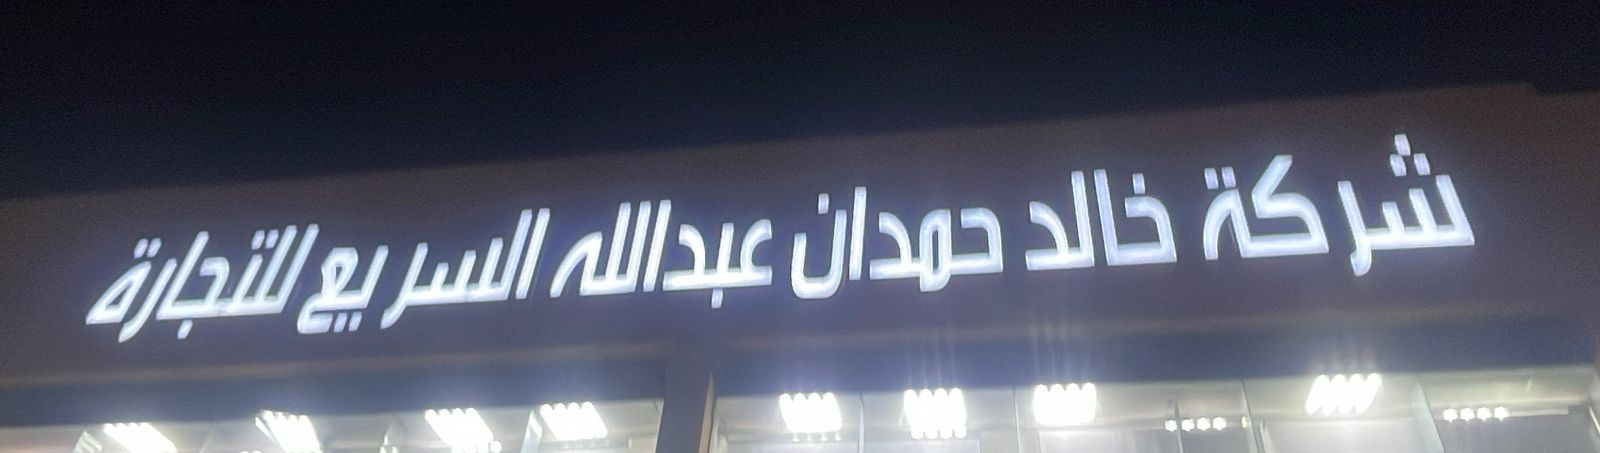 شركة خالد حمدان عبدالله السريع للتجارة